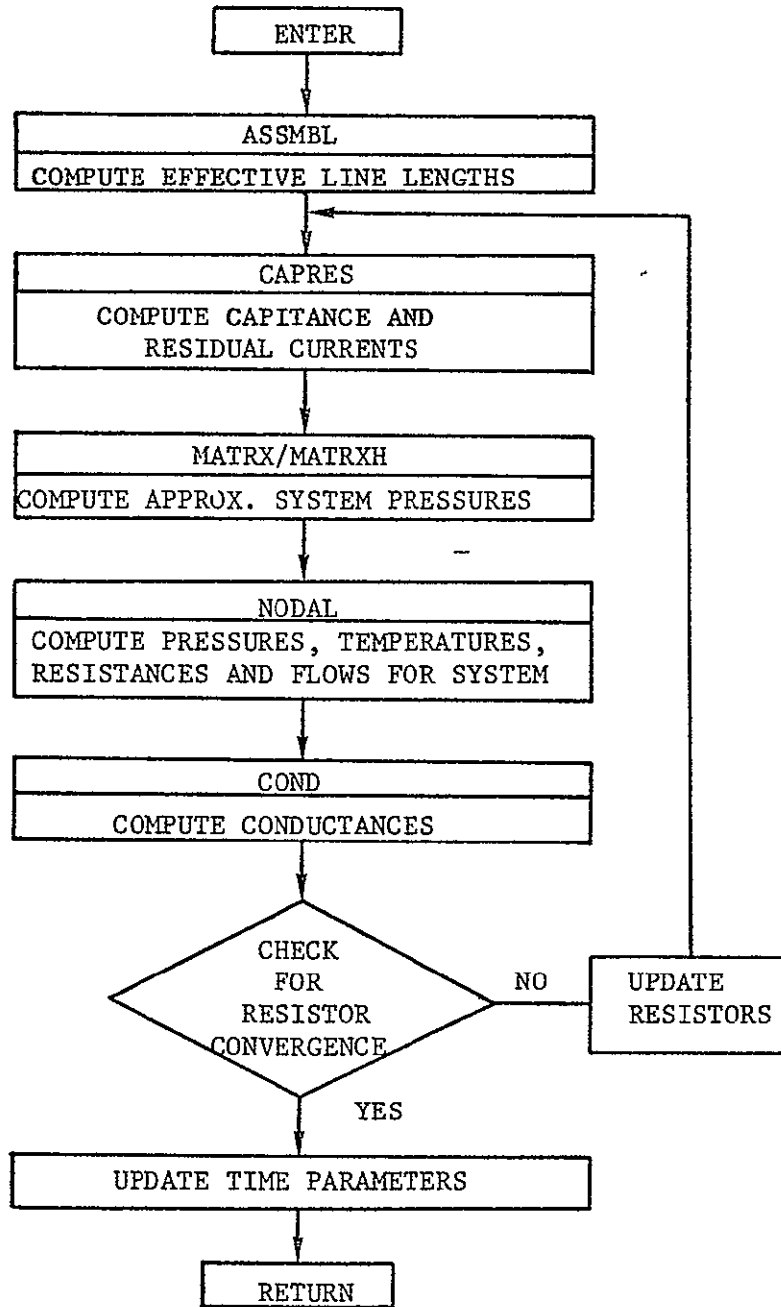 ENTER
ASSMBL
COMPUTE EFFECTIVE LINE LENGTHS
CAPRES
COMPUTE CAPITANCE AND
RESIDUAL CURRENTS
MATRX/MATRXH
COMPUTE APPROX. SYSTEM PRESSURES
NODAL
COMPUTE PRESSURES, TEMPERATURES,
RESISTANCES AND FLOWS FOR SYSTEM
COND
COMPUTE CONDUCTANCES
CHECK
FOR
RESISTOR
CONVERGENCE
NO
UPDATE
RESISTORS
YES
UPDATE TIME PARAMETERS
RETURN